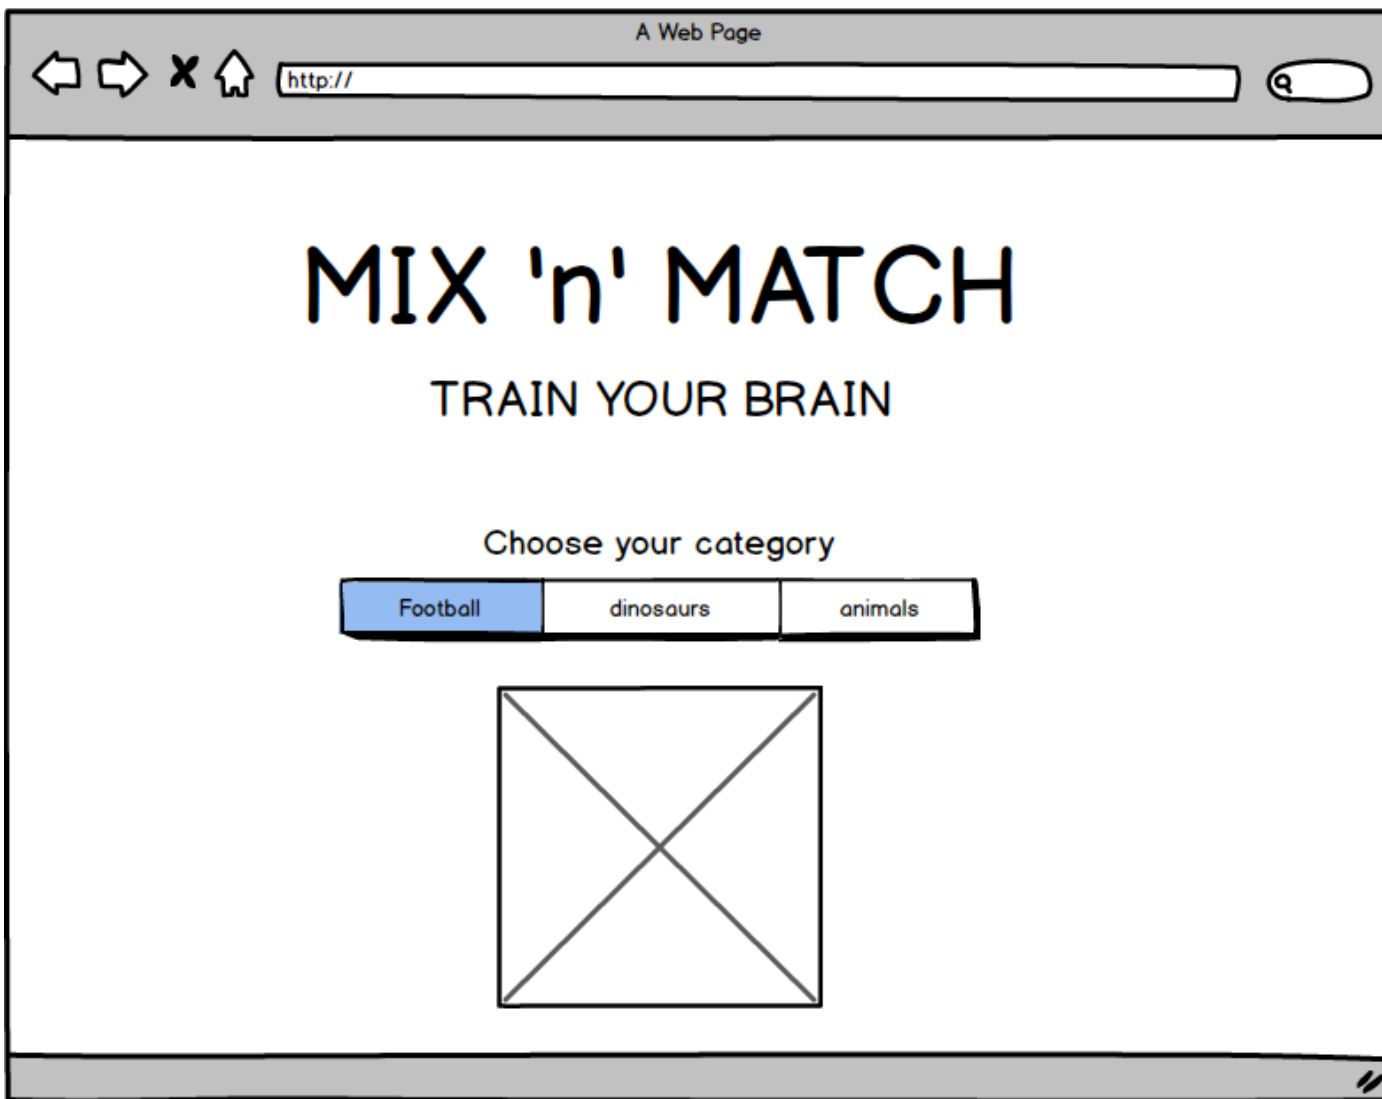 A Web Page
http://
MIX 'n' MATCH
TRAIN YOUR BRAIN
Choose your category
Football dinosaurs animals